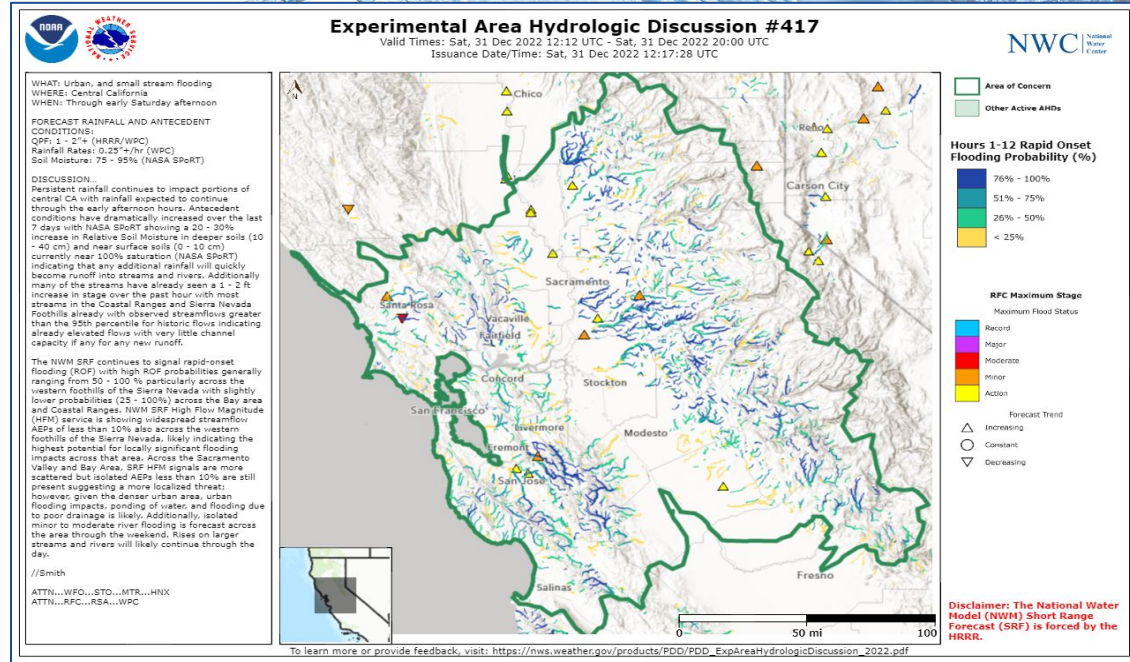 Experimental Area Hydrologic Discussion #417
Valid Times: Sat, 31 Dec 2022 12:12 UTC - Sat, 31 Dec 2022 20:00 UTC
Issuance Date/Time: Sat, 31 Dec 2022 12:17:28 UTC
NOAA
NWC National
Water
Center
WHAT: Urban, and small stream flooding
WHERE: Central California
WHEN: Through early Saturday afternoon
FORECAST RAINFALL AND ANTECEDENT
CONDITIONS:
QPF: 1 - 2"+ (HRRR/WPC)
Rainfall Rates: 0.25"+/hr (WPC)
Soil Moisture: 75 - 95% (NASA SPoRT)
DISCUSSION...
Persistent rainfall continues to impact portions of
central CA with rainfall expected to continue
through the early afternoon hours. Antecedent
conditions have dramatically increased over the last
7 days with NASA SPoRT showing a 20 - 30%
increase in Relative Soil Moisture in deeper soils (10
- 40 cm) and near surface soils (0 - 10 cm)
currently near 100% saturation (NASA SPoRT)
indicating that any additional rainfall will quickly
become runoff into streams and rivers. Additionally
many of the streams have already seen a 1 - 2 ft
increase in stage over the past hour with most
streams in the Coastal Ranges and Sierra Nevada
Foothills already with observed streamflows greater
than the 95th percentile for historic flows indicating
already elevated flows with very little channel
capacity if any for any new runoff.
The NWM SRF continues to signal rapid-onset
flooding (ROF) with high ROF probabilities generally
ranging from 50 - 100 % particularly across the
western foothills of the Sierra Nevada with slightly
lower probabilities (25 - 100%) across the Bay area
and Coastal Ranges. NWM SRF High Flow Magnitude
(HFM) service is showing widespread streamflow
AEPs of less than 10% also across the western
foothills of the Sierra Nevada, likely indicating the
highest potential for locally significant flooding
impacts across that area. Across the Sacramento
Valley and Bay Area, SRF HFM signals are more
scattered but isolated AEPs less than 10% are still
present suggesting a more localized threat;
however, given the denser urban area, urban
flooding impacts, ponding of water, and flooding due
to poor drainage is likely. Additionally, isolated
minor to moderate river flooding is forecast across
the area through the weekend. Rises on larger
streams and rivers will likely continue through the
day.
//Smith
ATTN...WFO...STO...MTR...HNX
ATTN...RFC...RSA...WPC
N
Chico
Reno
Carson City
Sacramento
Santa Rosa
Vacaville
Fairfield
Concord
Stockton
San Francisco
Livermore
Modesto
Fremont
San Jose
Salinas
Fresno
0 50 mi 100
Area of Concern
Other Active AHDs
Hours 1-12 Rapid Onset
Flooding Probability (%)
76% - 100%
51% - 75%
26% - 50%
< 25%
RFC Maximum Stage
Maximum Flood Status
Record
Major
Moderate
Minor
Action
Forecast Trend
Increasing
Constant
Decreasing
Disclaimer: The National Water
Model (NWM) Short Range
Forecast (SRF) is forced by the
HRRR.
To learn more or provide feedback, visit: https://nws.weather.gov/products/PDD/PDD_ExpAreaHydrologicDiscussion_2022.pdf